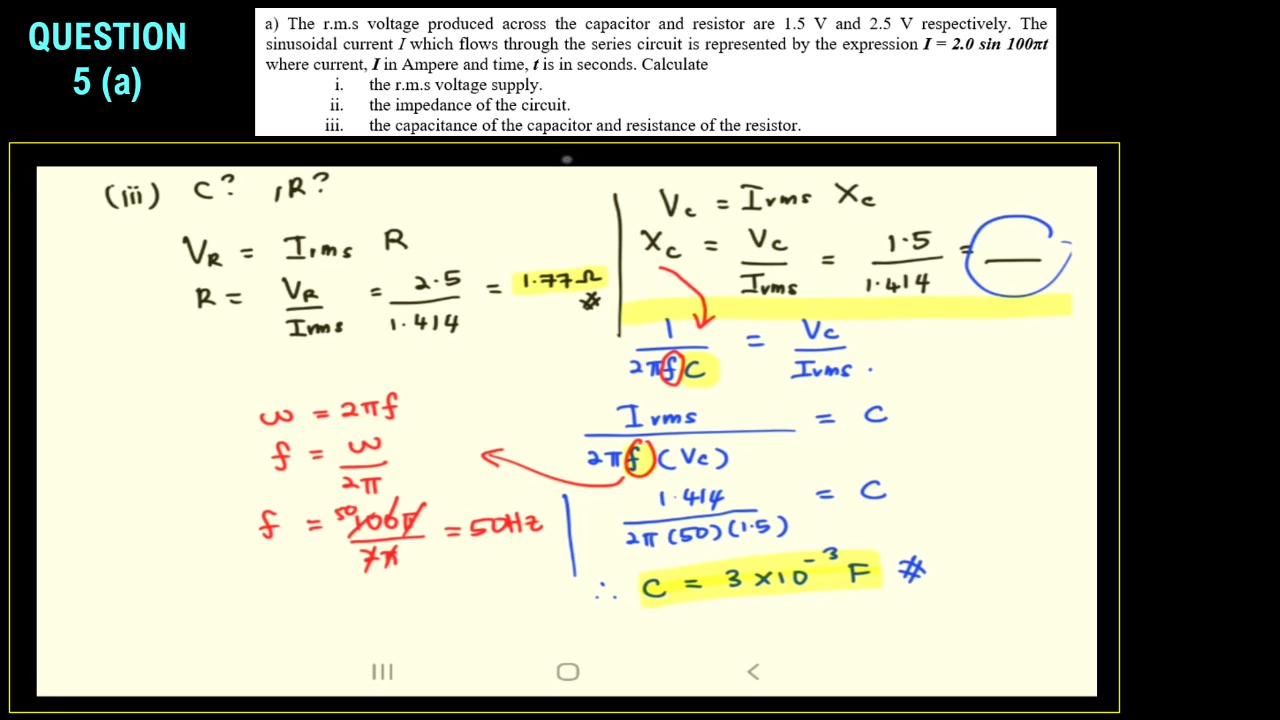 QUESTION
5 (a)
a) The r.m.s voltage produced across the capacitor and resistor are 1.5 V and 2.5 V respectively. The
sinusoidal current I which flows through the series circuit is represented by the expression I = 2.0 sin 100πt
where current, I in Ampere and time, t is in seconds. Calculate
i. the r.m.s voltage supply.
ii. the impedance of the circuit.
iii. the capacitance of the capacitor and resistance of the resistor.
(iii) C? , R?
VR = Irms R
R = VR/Irms = 2.5/1.414 = 1.77Ω
Vc = Irms Xc
Xc = Vc/Irms = 1.5/1.414 = __
1/2πfC = Vc/Irms .
Irms/2πf(Vc) = C
1.414/2π(50)(1.5) = C
∴ C = 3 × 10⁻³ F #
ω = 2πf
f = ω/2π
f = 50 100π/2π = 50Hz